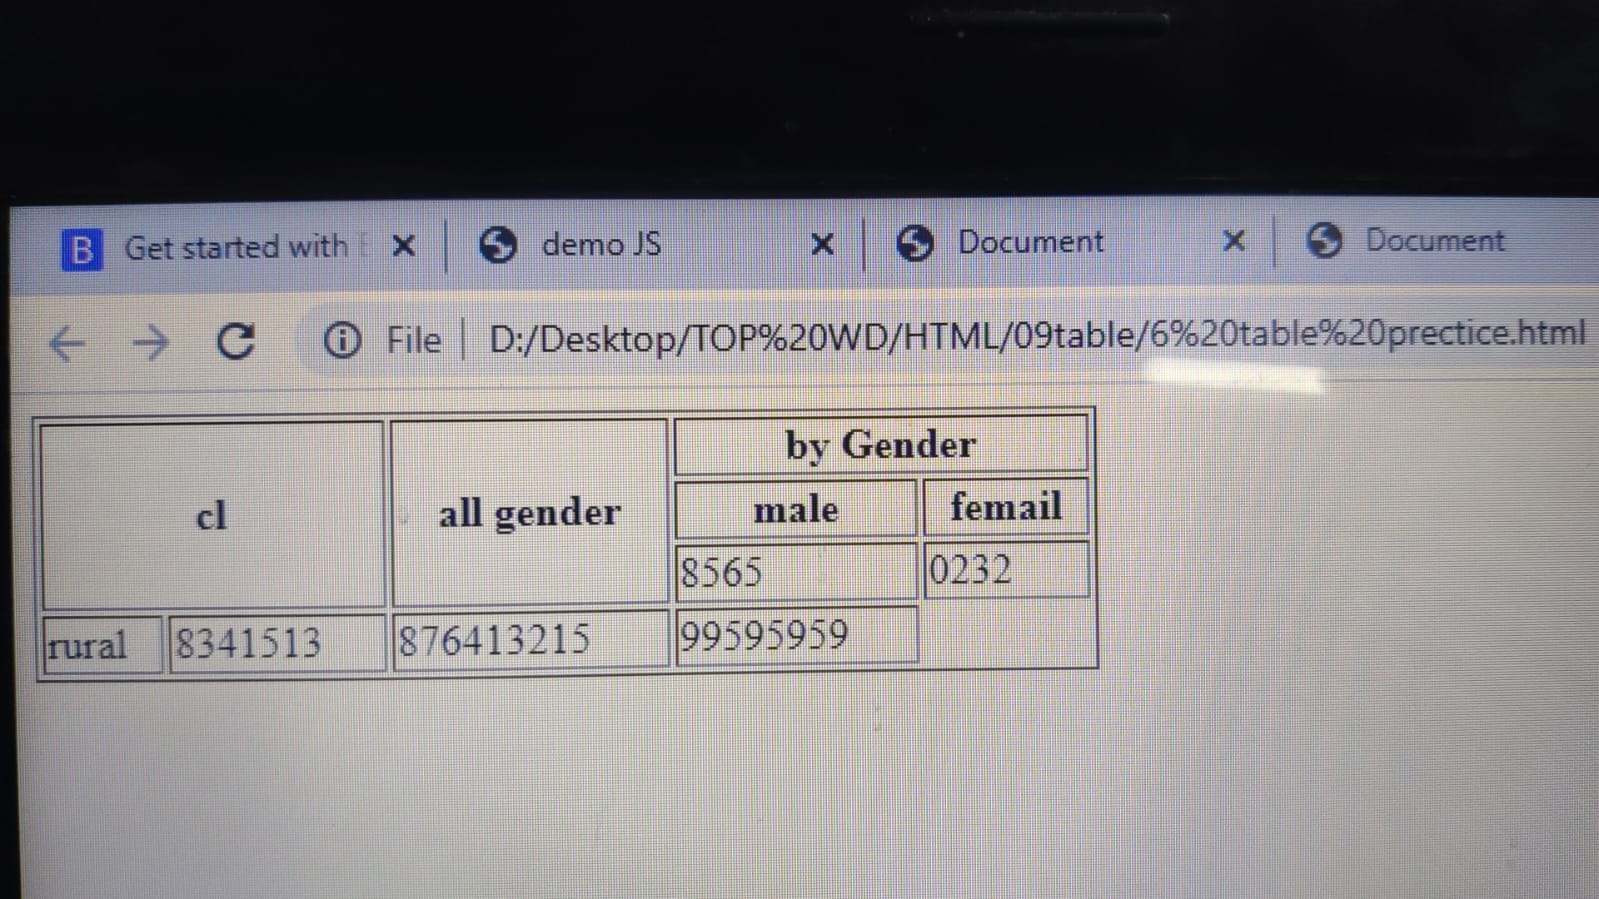 B Get started with demo JS Document Document
File D:/Desktop/TOP%20WD/HTML/09table/6%20table%20prectice.html
by Gender
cl all gender male femail
8565 0232
rural 8341513 876413215 99595959